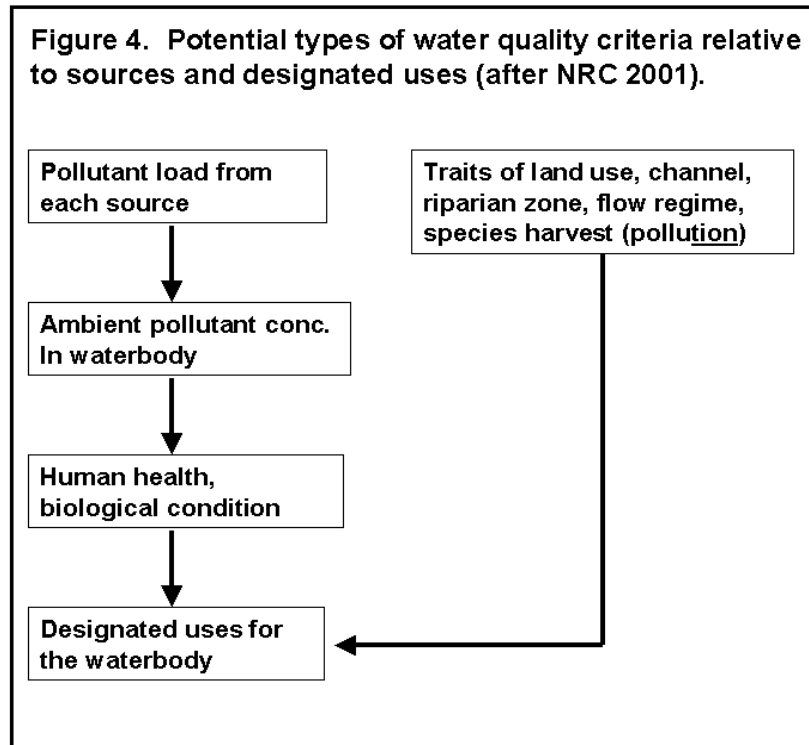 Figure 4. Potential types of water quality criteria relative
to sources and designated uses (after NRC 2001).
Pollutant load from
each source
Traits of land use, channel,
riparian zone, flow regime,
species harvest (pollution)
Ambient pollutant conc.
In waterbody
Human health,
biological condition
Designated uses for
the waterbody